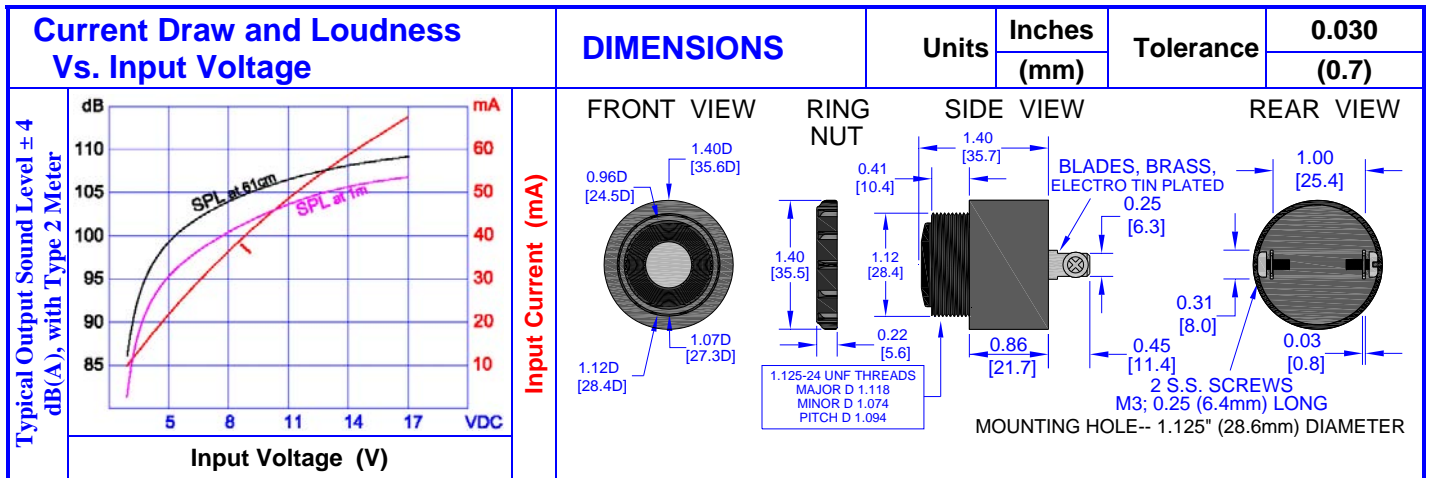 Current Draw and Loudness
Vs. Input Voltage
DIMENSIONS
Units
Inches
(mm)
Tolerance
0.030
(0.7)
Typical Output Sound Level ± 4
dB(A), with Type 2 Meter
dB
110
105
100
95
90
85
SPL at 61cm
SPL at 1m
I
mA
60
50
40
30
20
10
5
8
11
14
17
VDC
Input Voltage (V)
Input Current (mA)
FRONT VIEW
0.96D
[24.5D]
1.40D
[35.6D]
1.12D
[28.4D]
1.07D
[27.3D]
RING
NUT
1.40
[35.5]
0.22
[5.6]
SIDE VIEW
1.40
[35.7]
0.41
[10.4]
1.12
[28.4]
BLADES, BRASS,
ELECTRO TIN PLATED
0.25
[6.3]
0.86
[21.7]
0.45
[11.4]
1.125-24 UNF THREADS
MAJOR D 1.118
MINOR D 1.074
PITCH D 1.094
REAR VIEW
1.00
[25.4]
0.31
[8.0]
0.03
[0.8]
2 S.S. SCREWS
M3; 0.25 (6.4mm) LONG
MOUNTING HOLE-- 1.125" (28.6mm) DIAMETER